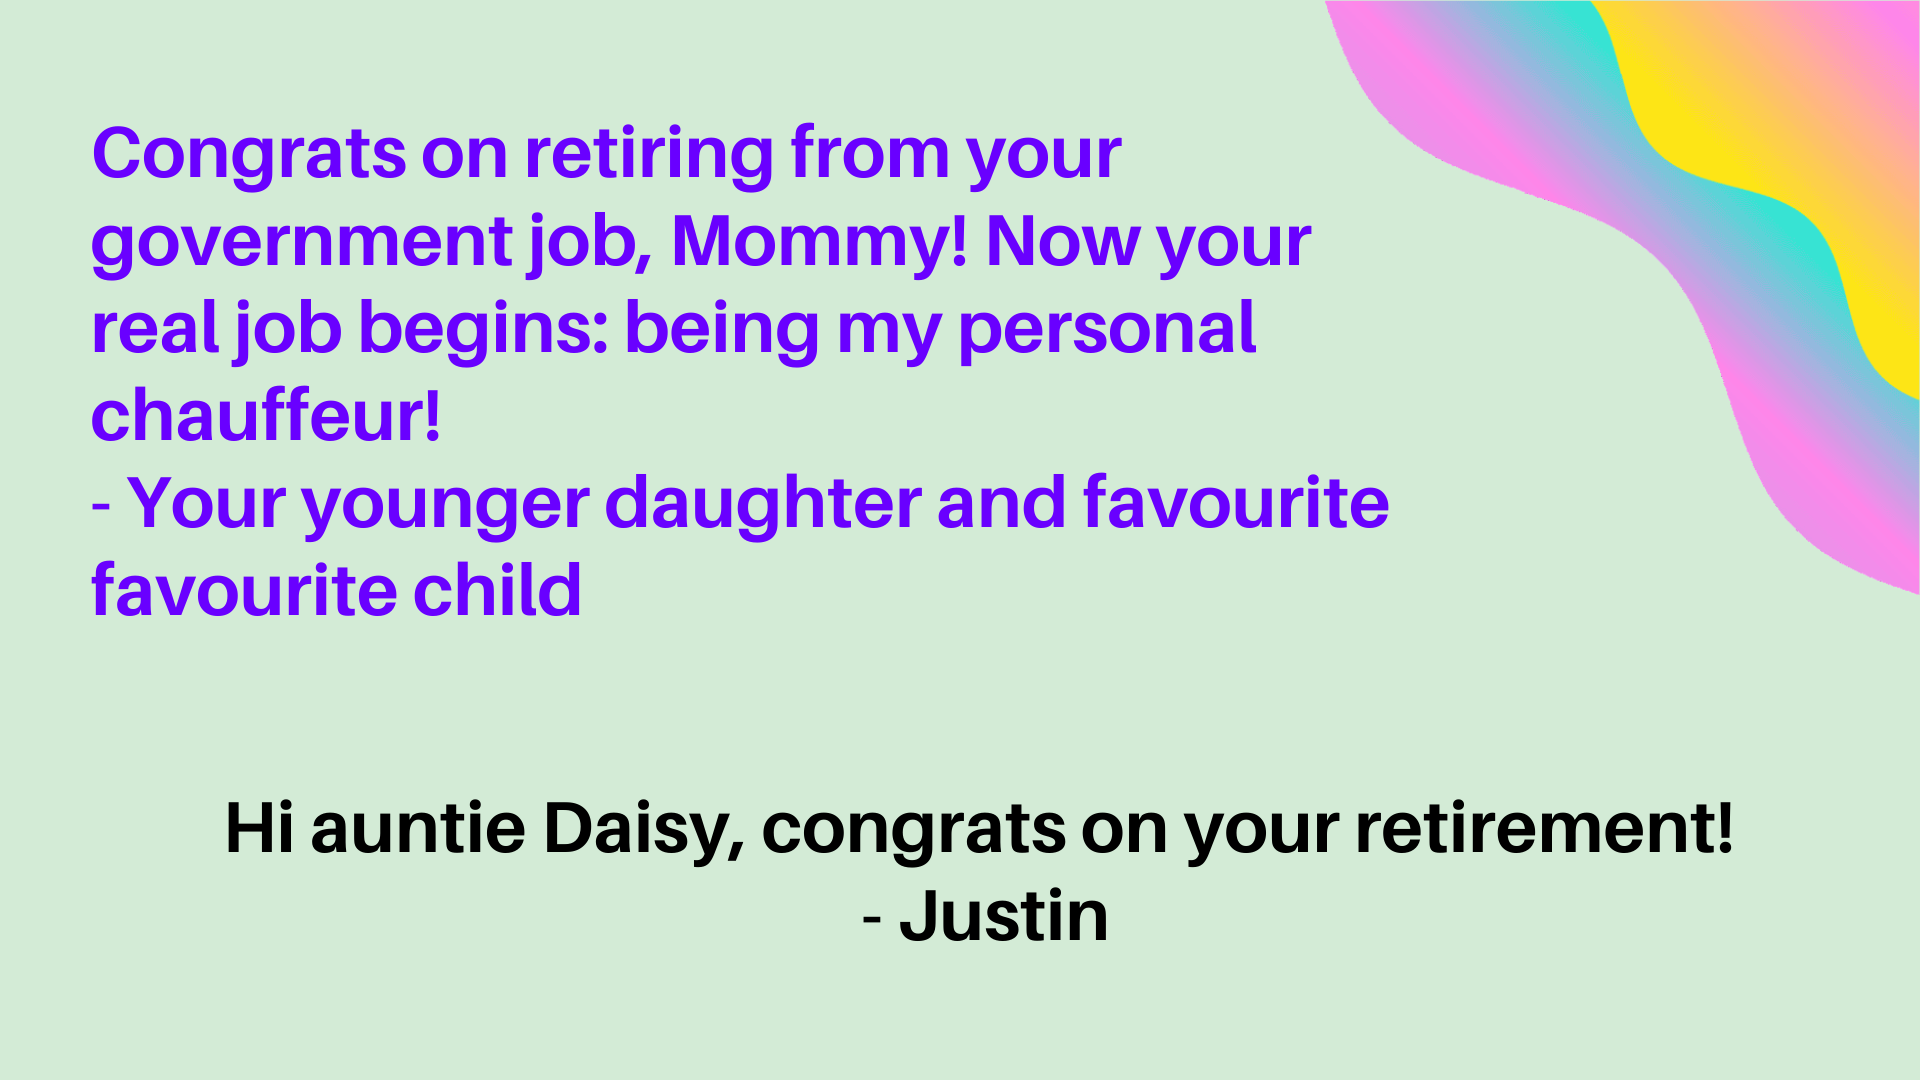 Congrats on retiring from your
government job, Mommy! Now your
real job begins: being my personal
chauffeur!
- Your younger daughter and favourite
favourite child
Hi auntie Daisy, congrats on your retirement!
- Justin